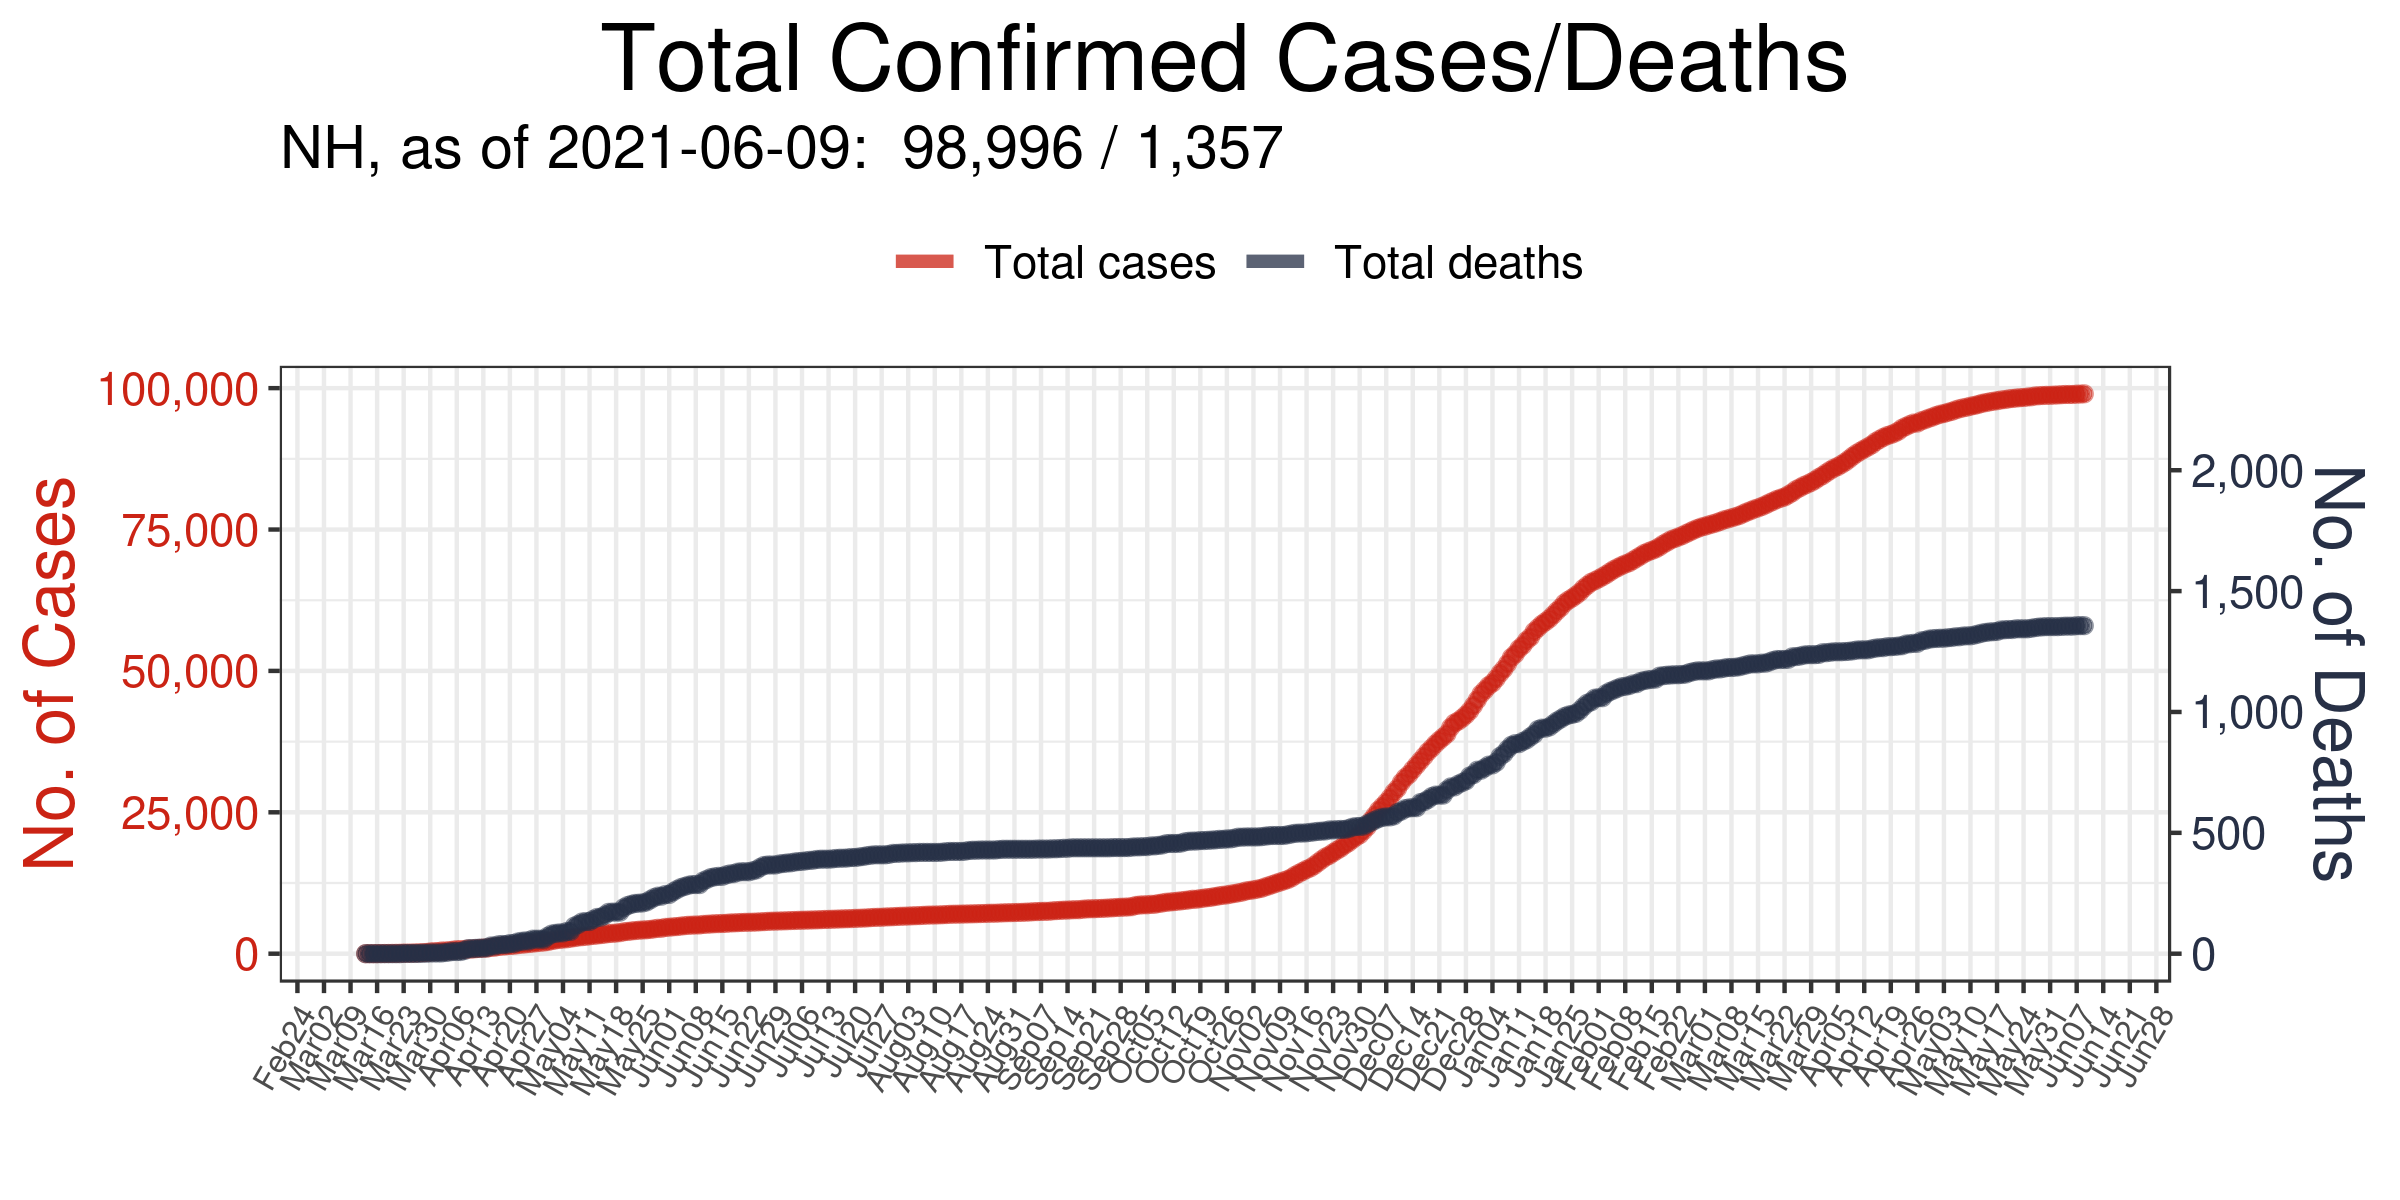 Total Confirmed Cases/Deaths
NH, as of 2021-06-09: 98,996 / 1,357
Total cases
Total deaths
No. of Cases
100,000
75,000
50,000
25,000
0
2,000
1,500
1,000
500
0
No. of Deaths
Feb24
Mar02
Mar09
Mar16
Mar23
Mar30
Apr06
Apr13
Apr20
Apr27
May04
May11
May18
May25
Jun01
Jun08
Jun15
Jun22
Jun29
Jul06
Jul13
Jul20
Jul27
Aug03
Aug10
Aug17
Aug24
Aug31
Sep07
Sep14
Sep21
Sep28
Oct05
Oct12
Oct19
Oct26
Nov02
Nov09
Nov16
Nov23
Nov30
Dec07
Dec14
Dec21
Dec28
Jan04
Jan11
Jan18
Jan25
Feb01
Feb08
Feb15
Feb22
Mar01
Mar08
Mar15
Mar22
Mar29
Apr05
Apr12
Apr19
Apr26
May03
May10
May17
May24
May31
Jun07
Jun14
Jun21
Jun28